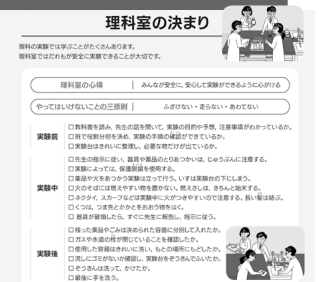 理科室の決まり
理科の実験では学ぶことがたくさんあります。
理科室ではだれもが安全に実験できることが大切です。
理科室の心得 みんなが安全に、安心して実験ができるように心がける
やってはいけないことの三原則 ふざけない・走らない・あわてない
実験前
□教科書を読み、先生の話を聞いて、実験の目的や予想、注意事項がわかっているか。
□班で役割分担を決め、実験の手順の確認ができているか。
□実験台はきれいに整理し、必要な物だけが出ているか。
実験中
□先生の指示に従い、器具や薬品のとりあつかいは、じゅうぶんに注意する。
□実験によっては、保護眼鏡を使用する。
□薬品や火をあつかう実験は立って行う。いすは実験台の下にしまう。
□火のそばには燃えやすい物を置かない。燃えさしは、きちんと始末する。
□ネクタイ、スカーフなどは実験中に火がつきやすいので注意する。長い髪は結ぶ。
□くつは、つま先とかかとをおおう物をはく。
□器具が破損したら、すぐに先生に報告し、指示に従う。
実験後
□残った薬品やごみは決められた容器に分別して入れたか。
□ガスや水道の栓が閉じていることを確認したか。
□使用した容器はきれいに洗い、もとの場所にもどしたか。
□流しにゴミがないか確認し、実験台をぞうきんでふいたか。
□ぞうきんは洗って、かけたか。
□最後に手を洗う。